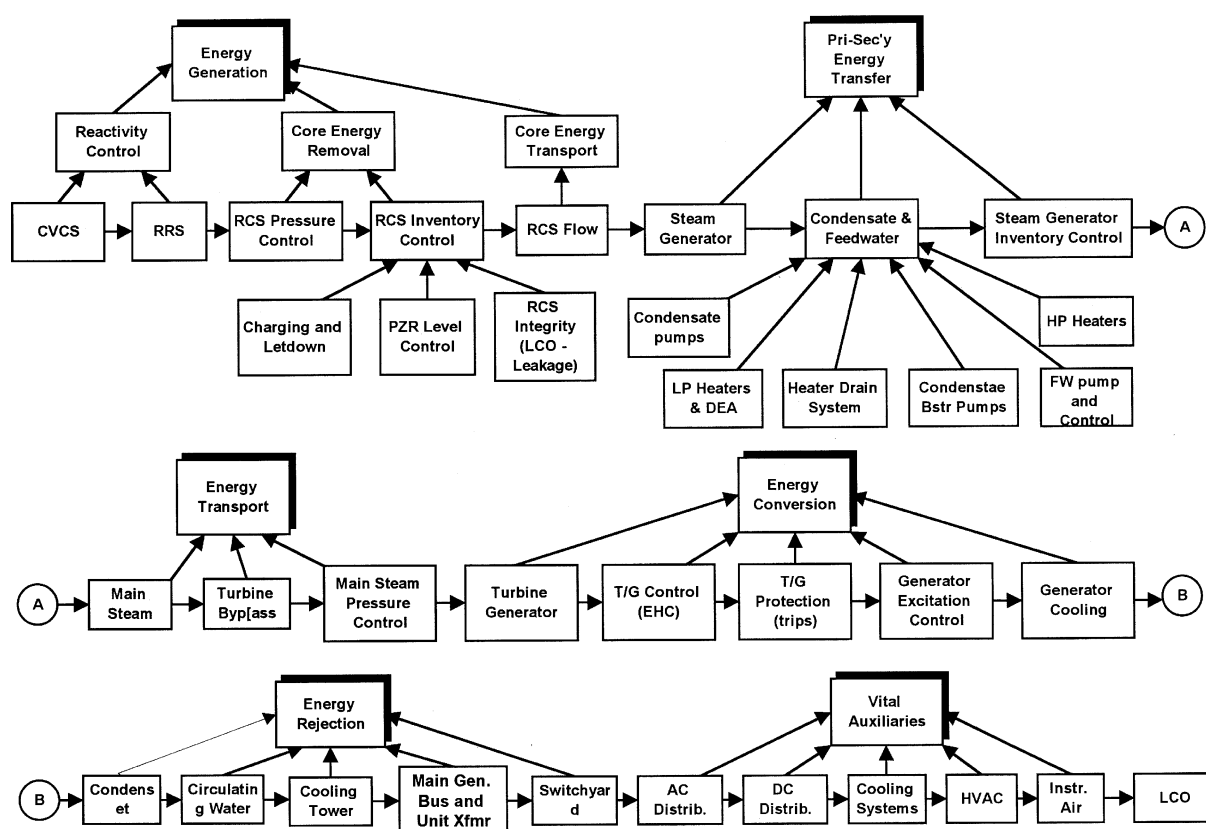 Energy
Generation
Pri-Sec'y
Energy
Transfer
Reactivity
Control
Core Energy
Removal
Core Energy
Transport
CVCS
RRS
RCS Pressure
Control
RCS Inventory
Control
RCS Flow
Steam
Generator
Condensate &
Feedwater
Steam Generator
Inventory Control
A
Charging and
Letdown
PZR Level
Control
RCS
Integrity
(LCO -
Leakage)
Condensate
pumps
HP Heaters
LP Heaters
& DEA
Heater Drain
System
Condenstae
Bstr Pumps
FW pump
and
Control
Energy
Transport
Energy
Conversion
A
Main
Steam
Turbine
Byp[ass
Main Steam
Pressure
Control
Turbine
Generator
T/G Control
(EHC)
T/G
Protection
(trips)
Generator
Excitation
Control
Generator
Cooling
B
Energy
Rejection
Vital
Auxiliaries
B
Condens
et
Circulatin
g Water
Cooling
Tower
Main Gen.
Bus and
Unit Xfmr
Switchyar
d
AC
Distrib.
DC
Distrib.
Cooling
Systems
HVAC
Instr.
Air
LCO